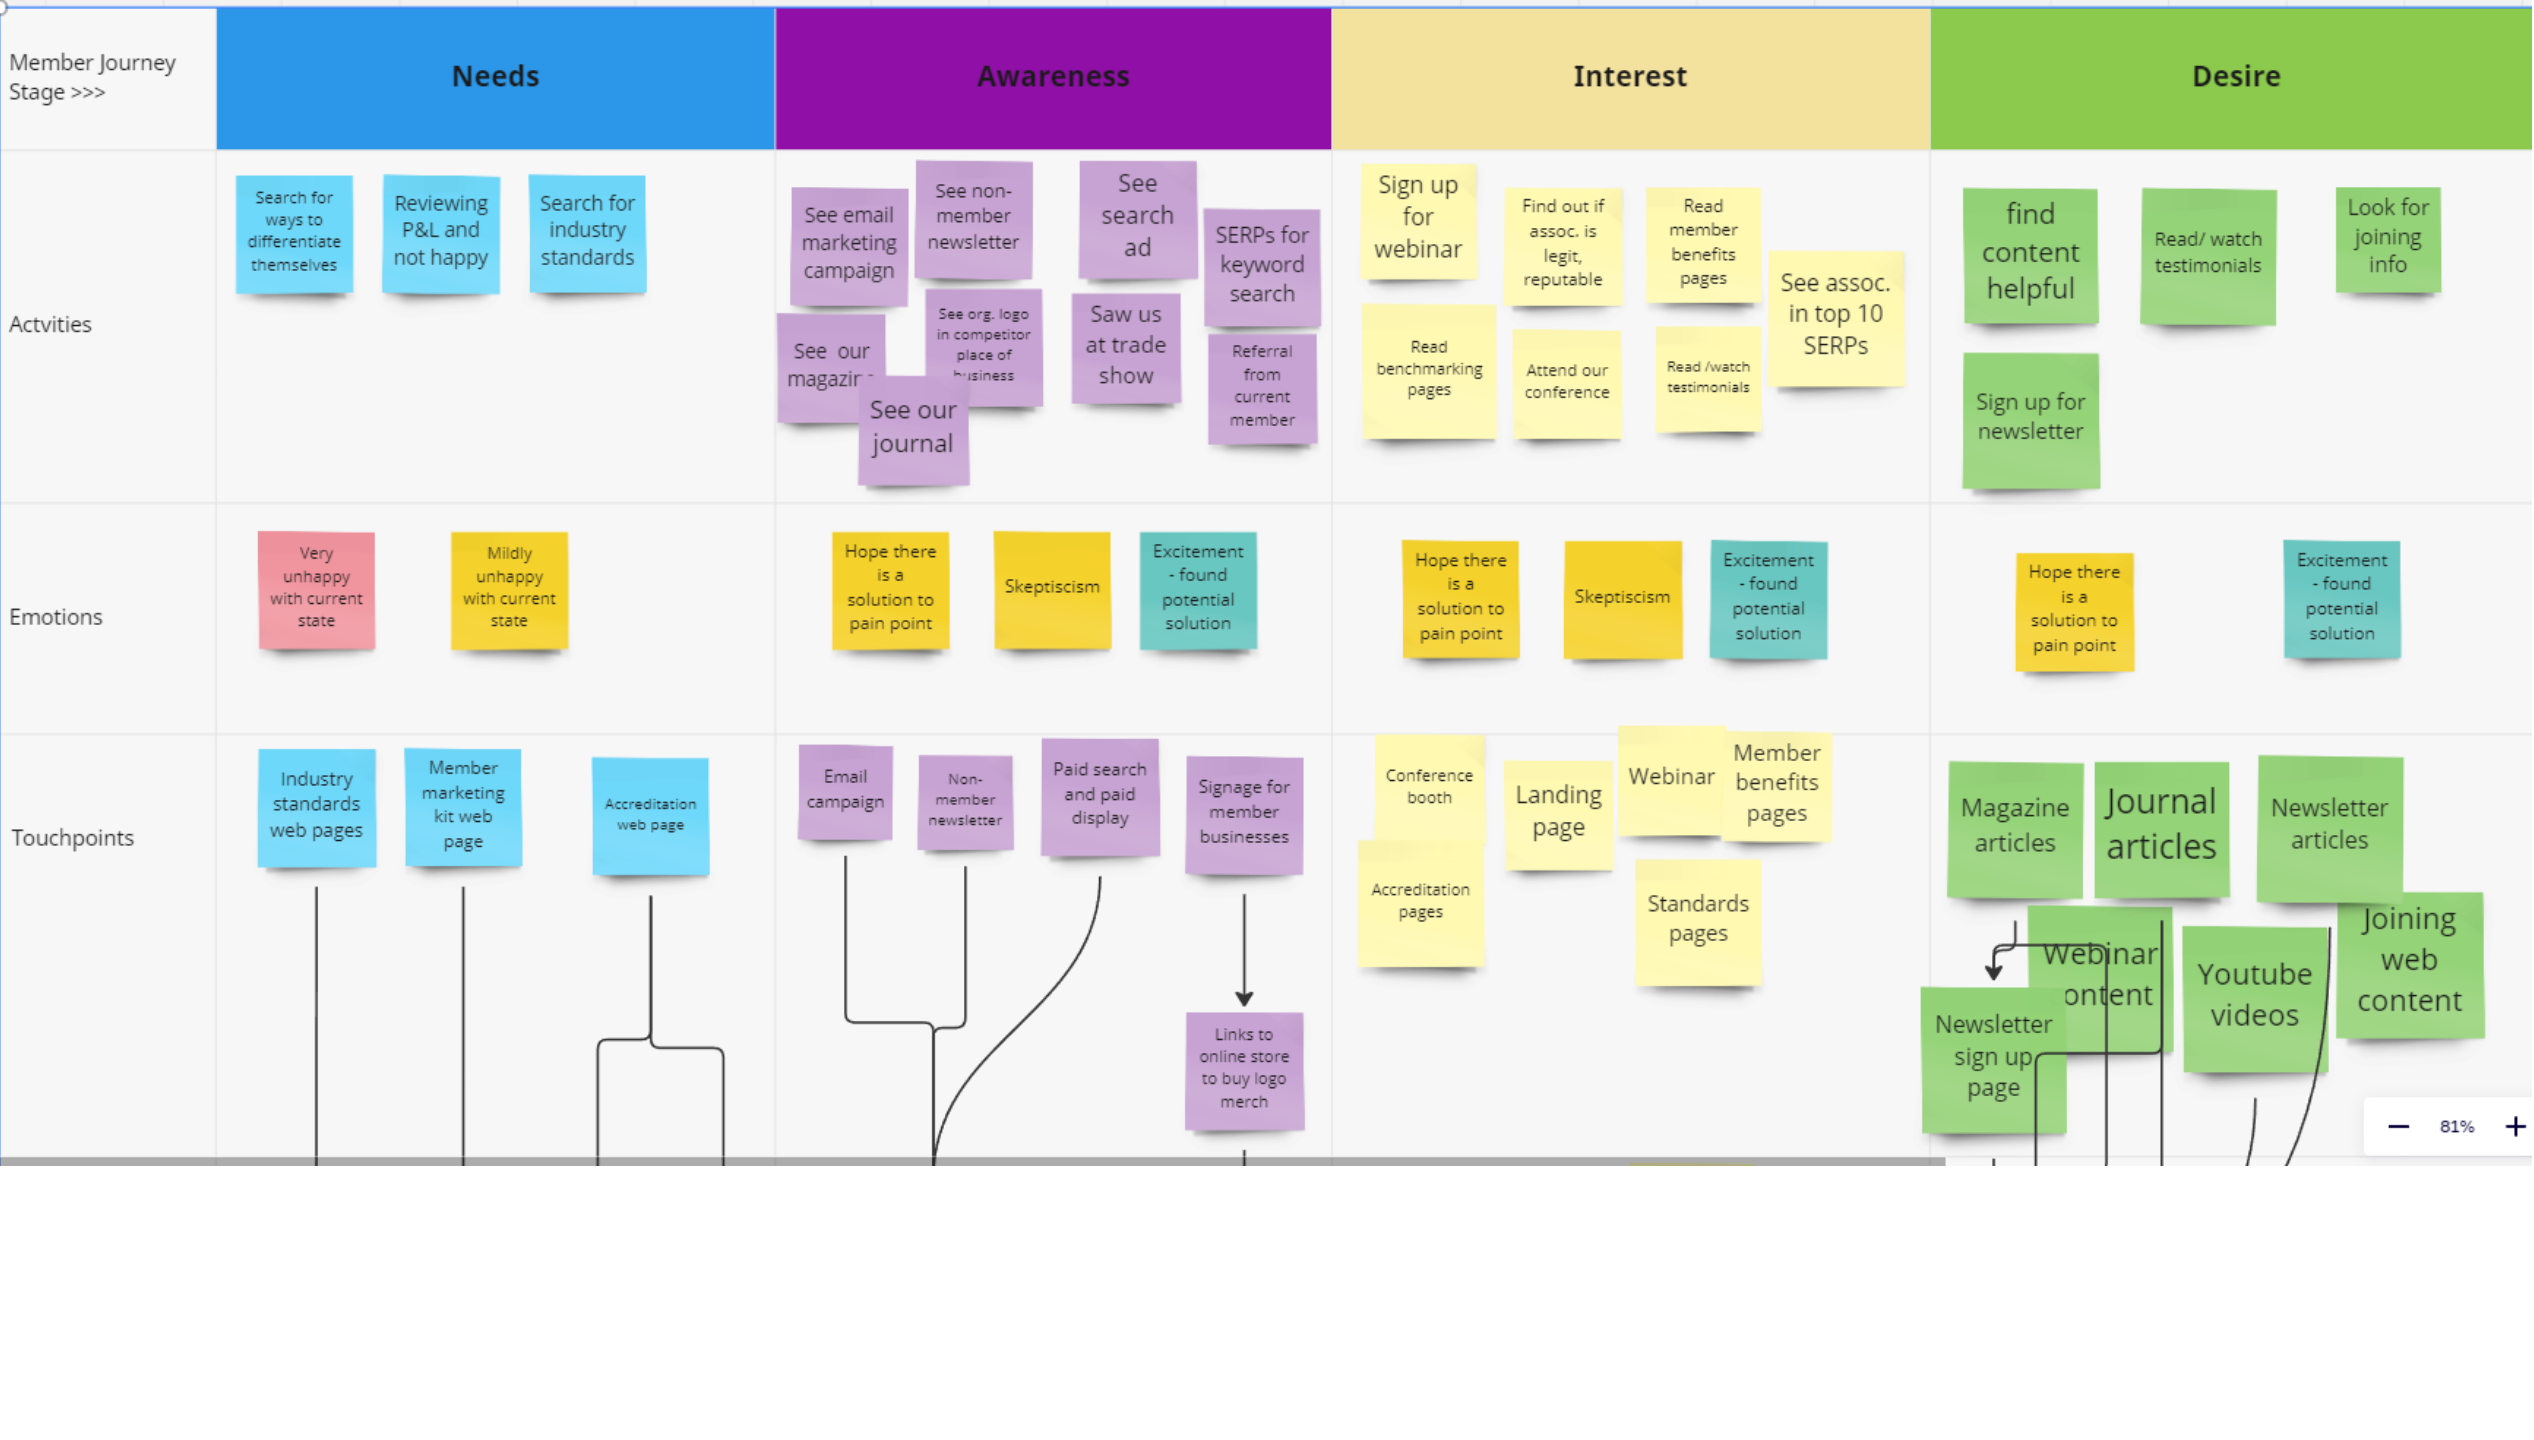 Member Journey
Stage >>>
Needs
Awareness
Interest
Desire
Actvities
Search for
ways to
differentiate
themselves
Reviewing
P&L and
not happy
Search for
industry
standards
See email
marketing
campaign
See non-
member
newsletter
See
search
ad
SERPs for
keyword
search
See our
magazine
See org. logo
in competitor
place of
business
Saw us
at trade
show
Referral
from
current
member
See our
journal
Sign up
for
webinar
Find out if
assoc. is
legit,
reputable
Read
member
benefits
pages
See assoc.
in top 10
SERPs
Read
benchmarking
pages
Attend our
conference
Read /watch
testimonials
find
content
helpful
Read/ watch
testimonials
Look for
joining
info
Sign up for
newsletter
Emotions
Very
unhappy
with current
state
Mildly
unhappy
with current
state
Hope there
is a
solution to
pain point
Skeptiscism
Excitement
- found
potential
solution
Hope there
is a
solution to
pain point
Skeptiscism
Excitement
- found
potential
solution
Hope there
is a
solution to
pain point
Excitement
- found
potential
solution
Touchpoints
Industry
standards
web pages
Member
marketing
kit web
page
Accreditation
web page
Email
campaign
Non-
member
newsletter
Paid search
and paid
display
Signage for
member
businesses
Links to
online store
to buy logo
merch
Conference
booth
Landing
page
Webinar
Member
benefits
pages
Accreditation
pages
Standards
pages
Magazine
articles
Journal
articles
Newsletter
articles
Webinar
ontent
Youtube
videos
Joining
web
content
Newsletter
sign up
page
81%